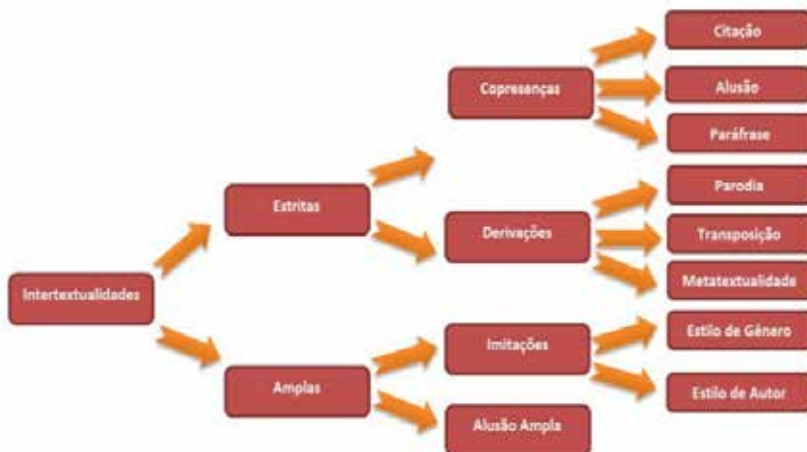 Citação
Copresenças
Alusão
Paráfrase
Estritas
Parodia
Derivações
Transposição
Metatextualidade
Intertextualidades
Imitações
Estilo de Gênero
Amplas
Estilo de Autor
Alusão Ampla